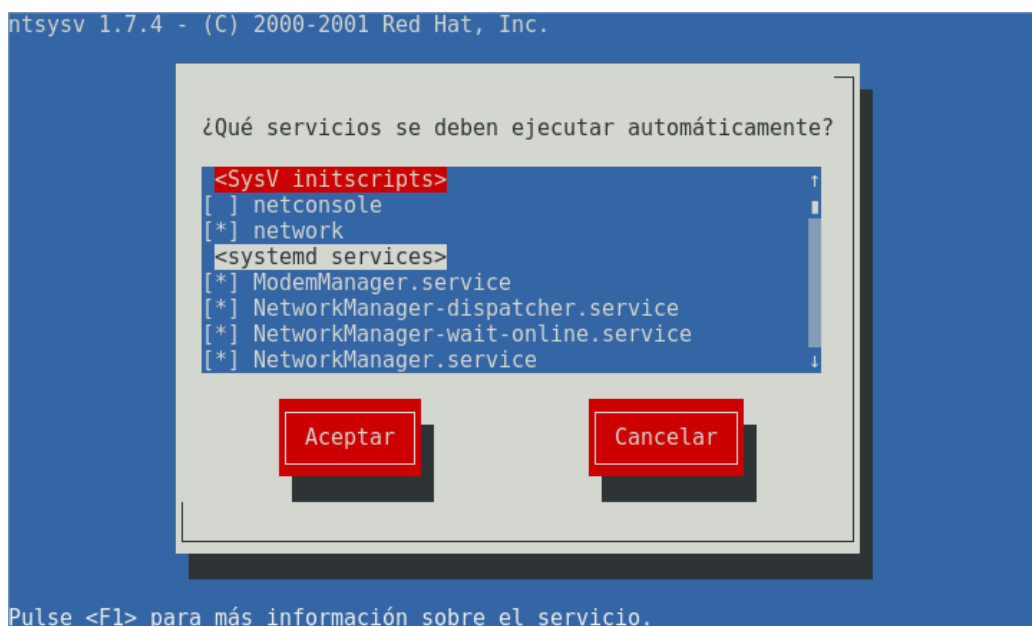 ntsysv 1.7.4 - (C) 2000-2001 Red Hat, Inc.
¿Qué servicios se deben ejecutar automáticamente?
<SysV initscripts>
[ ] netconsole
[*] network
<systemd services>
[*] ModemManager.service
[*] NetworkManager-dispatcher.service
[*] NetworkManager-wait-online.service
[*] NetworkManager.service
Aceptar
Cancelar
Pulse <F1> para más información sobre el servicio.